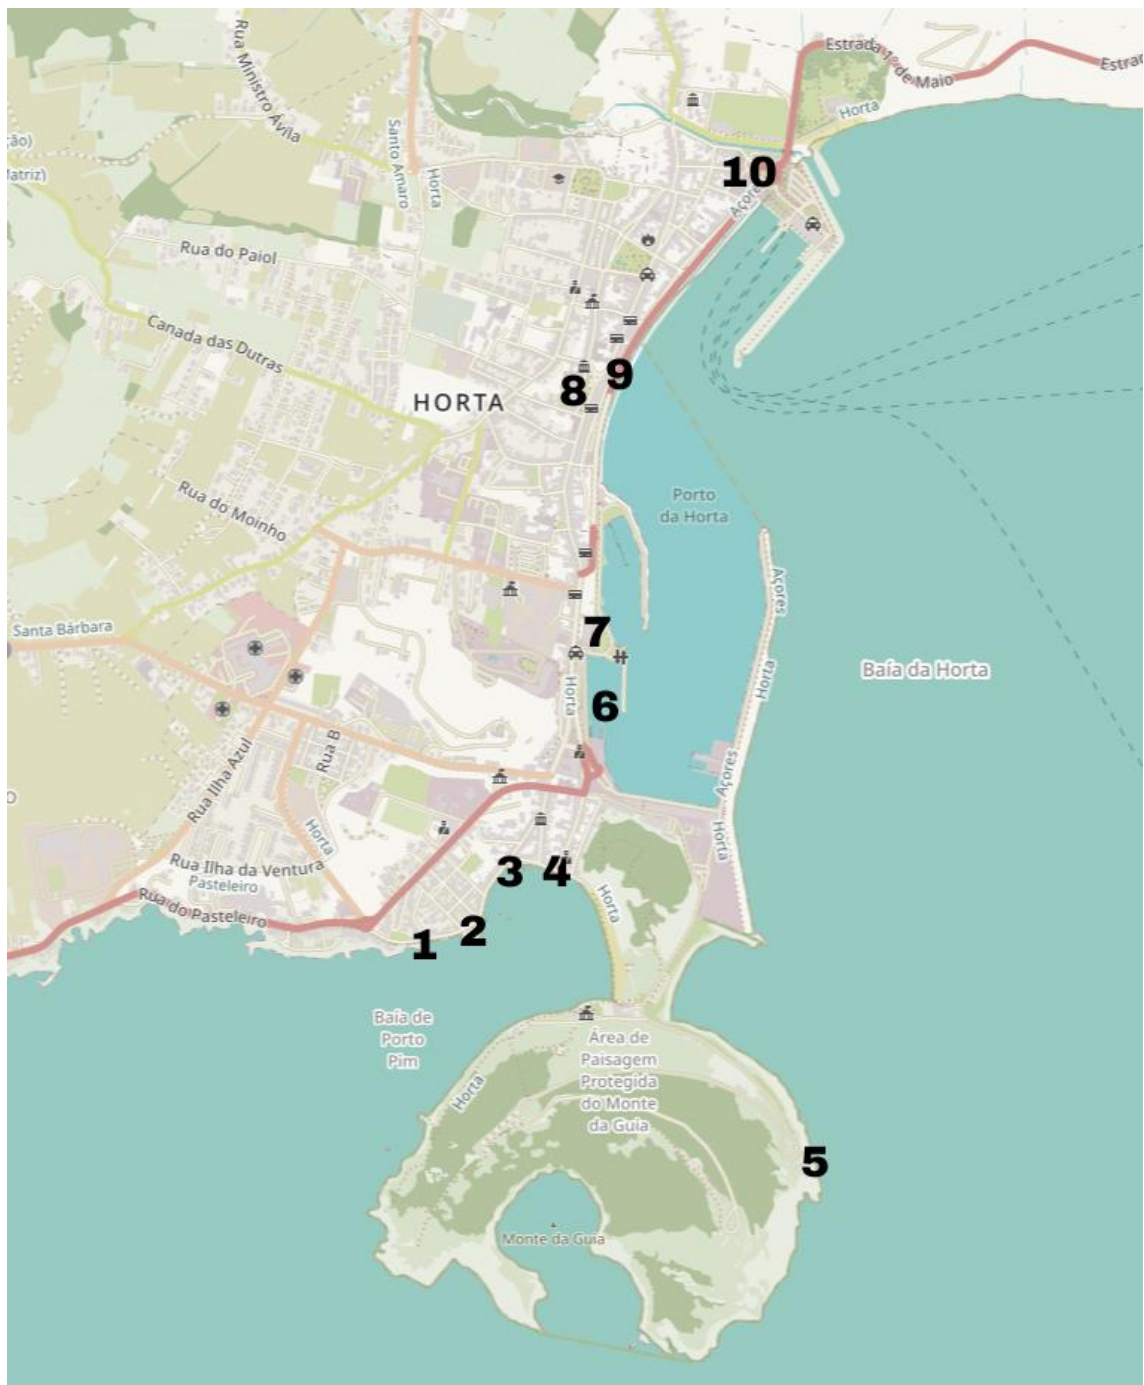 Estrada 1º de Maio
Estrad
Rua Ministro Ávila
Horta
ção)
Matriz)
Santo Amaro
Horta
10
Açores
Rua do Paiol
Canada das Dutras
9
8
HORTA
Rua do Moinho
Porto
da Horta
Açores
Santa Bárbara
7
Horta
Baía da Horta
Horta
6
Rua B
Rua Ilha Azul
Açores
o
Horta
Horta
Rua Ilha da Ventura
3
4
Pasteleiro
Rua do Pasteleiro
Horta
2
1
Baía de
Porto
Pim
Área de
Paisagem
Protegida
do Monte
da Guia
Horta
5
Monte da Guia